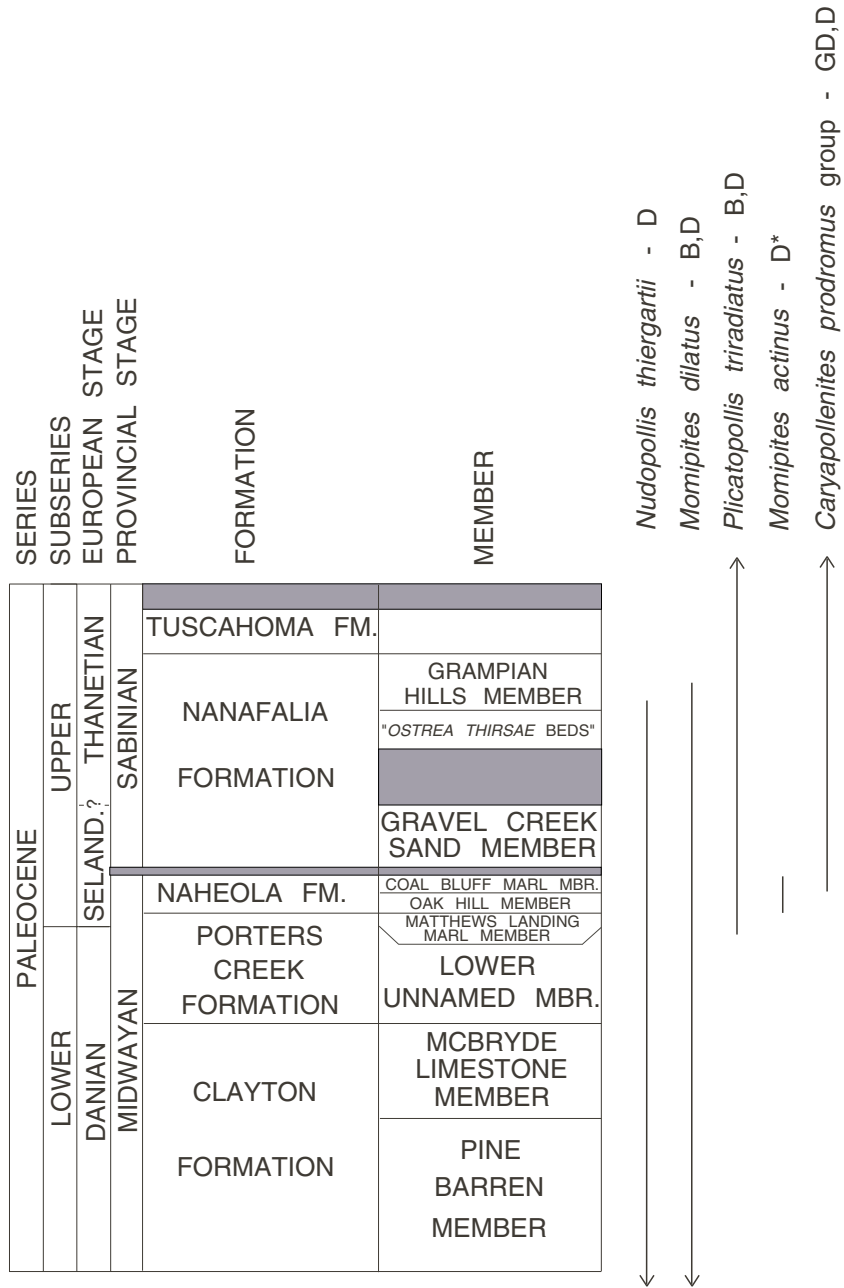 SERIES
SUBSERIES
EUROPEAN STAGE
PROVINCIAL STAGE
FORMATION
MEMBER
Nudopollis thiergartii - D
Momipites dilatus - B,D
Plicatopollis triradiatus - B,D
Momipites actinus - D*
Caryapollenites prodromus group - GD,D
PALEOCENE
UPPER
LOWER
THANETIAN
SELAND.?
DANIAN
SABINIAN
MIDWAYAN
TUSCAHOMA FM.
NANAFALIA
FORMATION
NAHEOLA FM.
PORTERS
CREEK
FORMATION
CLAYTON
FORMATION
GRAMPIAN
HILLS MEMBER
"OSTREA THIRSAE BEDS"
GRAVEL CREEK
SAND MEMBER
COAL BLUFF MARL MBR.
OAK HILL MEMBER
MATTHEWS LANDING
MARL MEMBER
LOWER
UNNAMED MBR.
MCBRYDE
LIMESTONE
MEMBER
PINE
BARREN
MEMBER